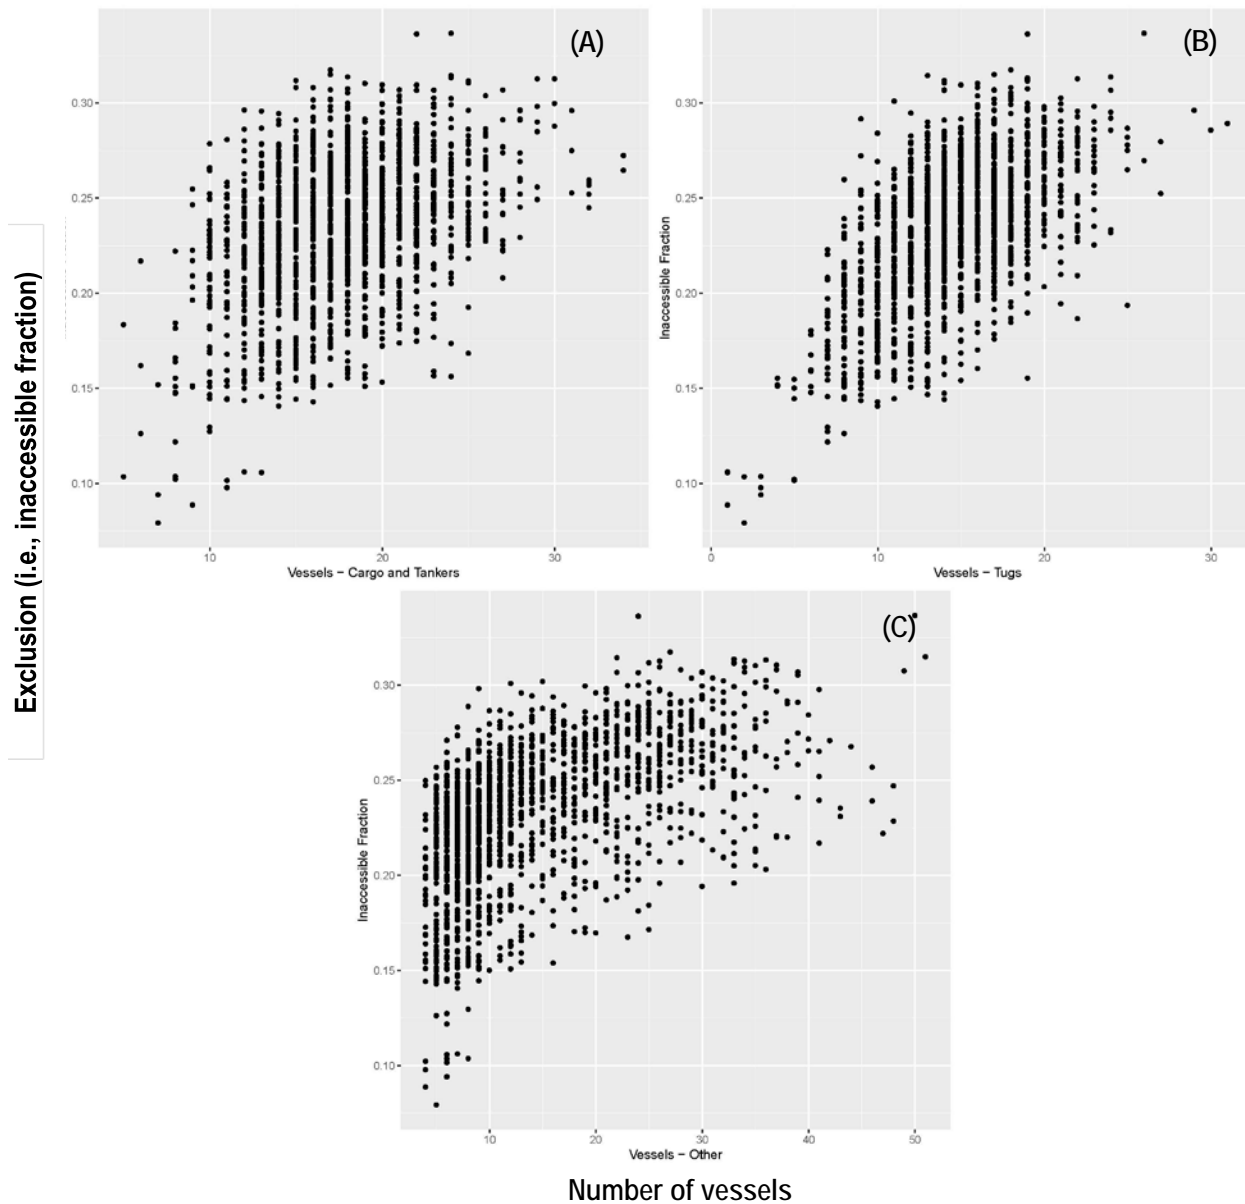 Exclusion (i.e., inaccessible fraction)
(A)
0.30
0.25
0.20
0.15
0.10
10
20
30
Vessels – Cargo and Tankers
(B)
Inaccessible Fraction
0.30
0.25
0.20
0.15
0.10
0
10
20
30
Vessels – Tugs
(C)
Inaccessible Fraction
0.30
0.25
0.20
0.15
0.10
10
20
30
40
50
Vessels – Other
Number of vessels